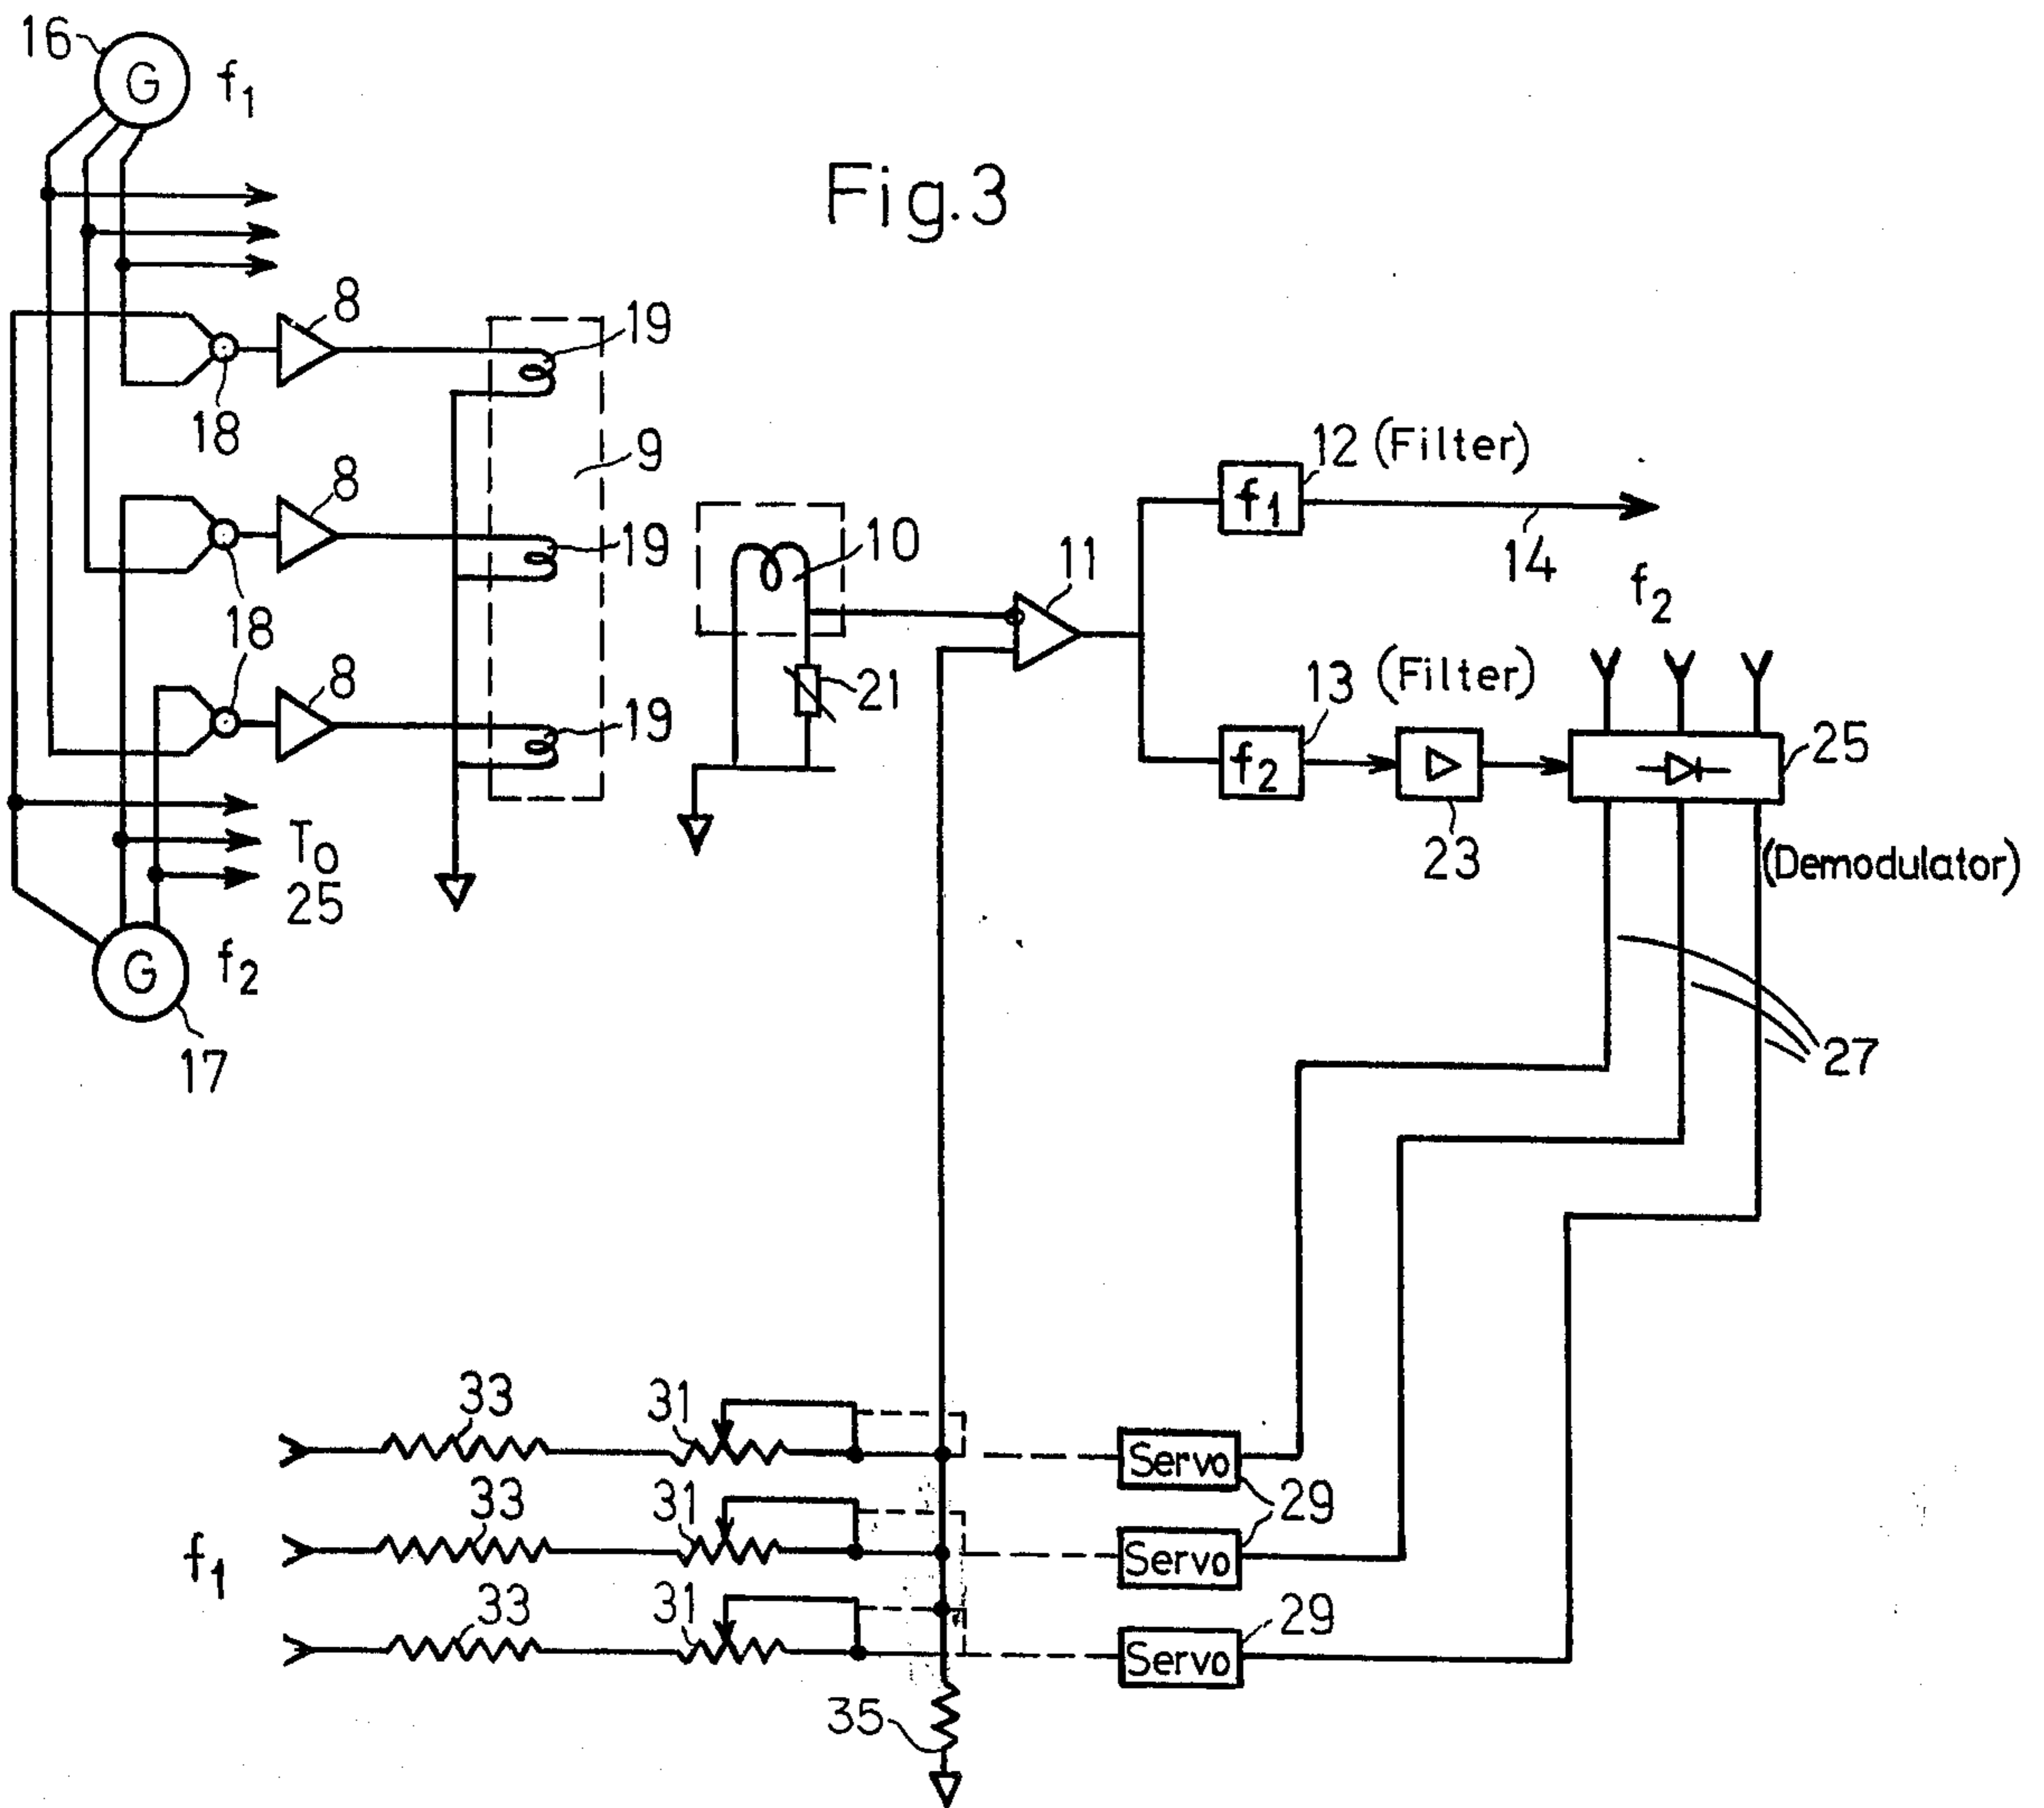 16
G
f1
Fig.3
8
19
18
9
8
19
10
11
12 (Filter)
f1
14
f2
18
8
21
19
13 (Filter)
f2
23
25
(Demodulator)
To
25
G
f2
17
27
33
31
Servo
33
31
29
f1
Servo
33
31
29
Servo
35